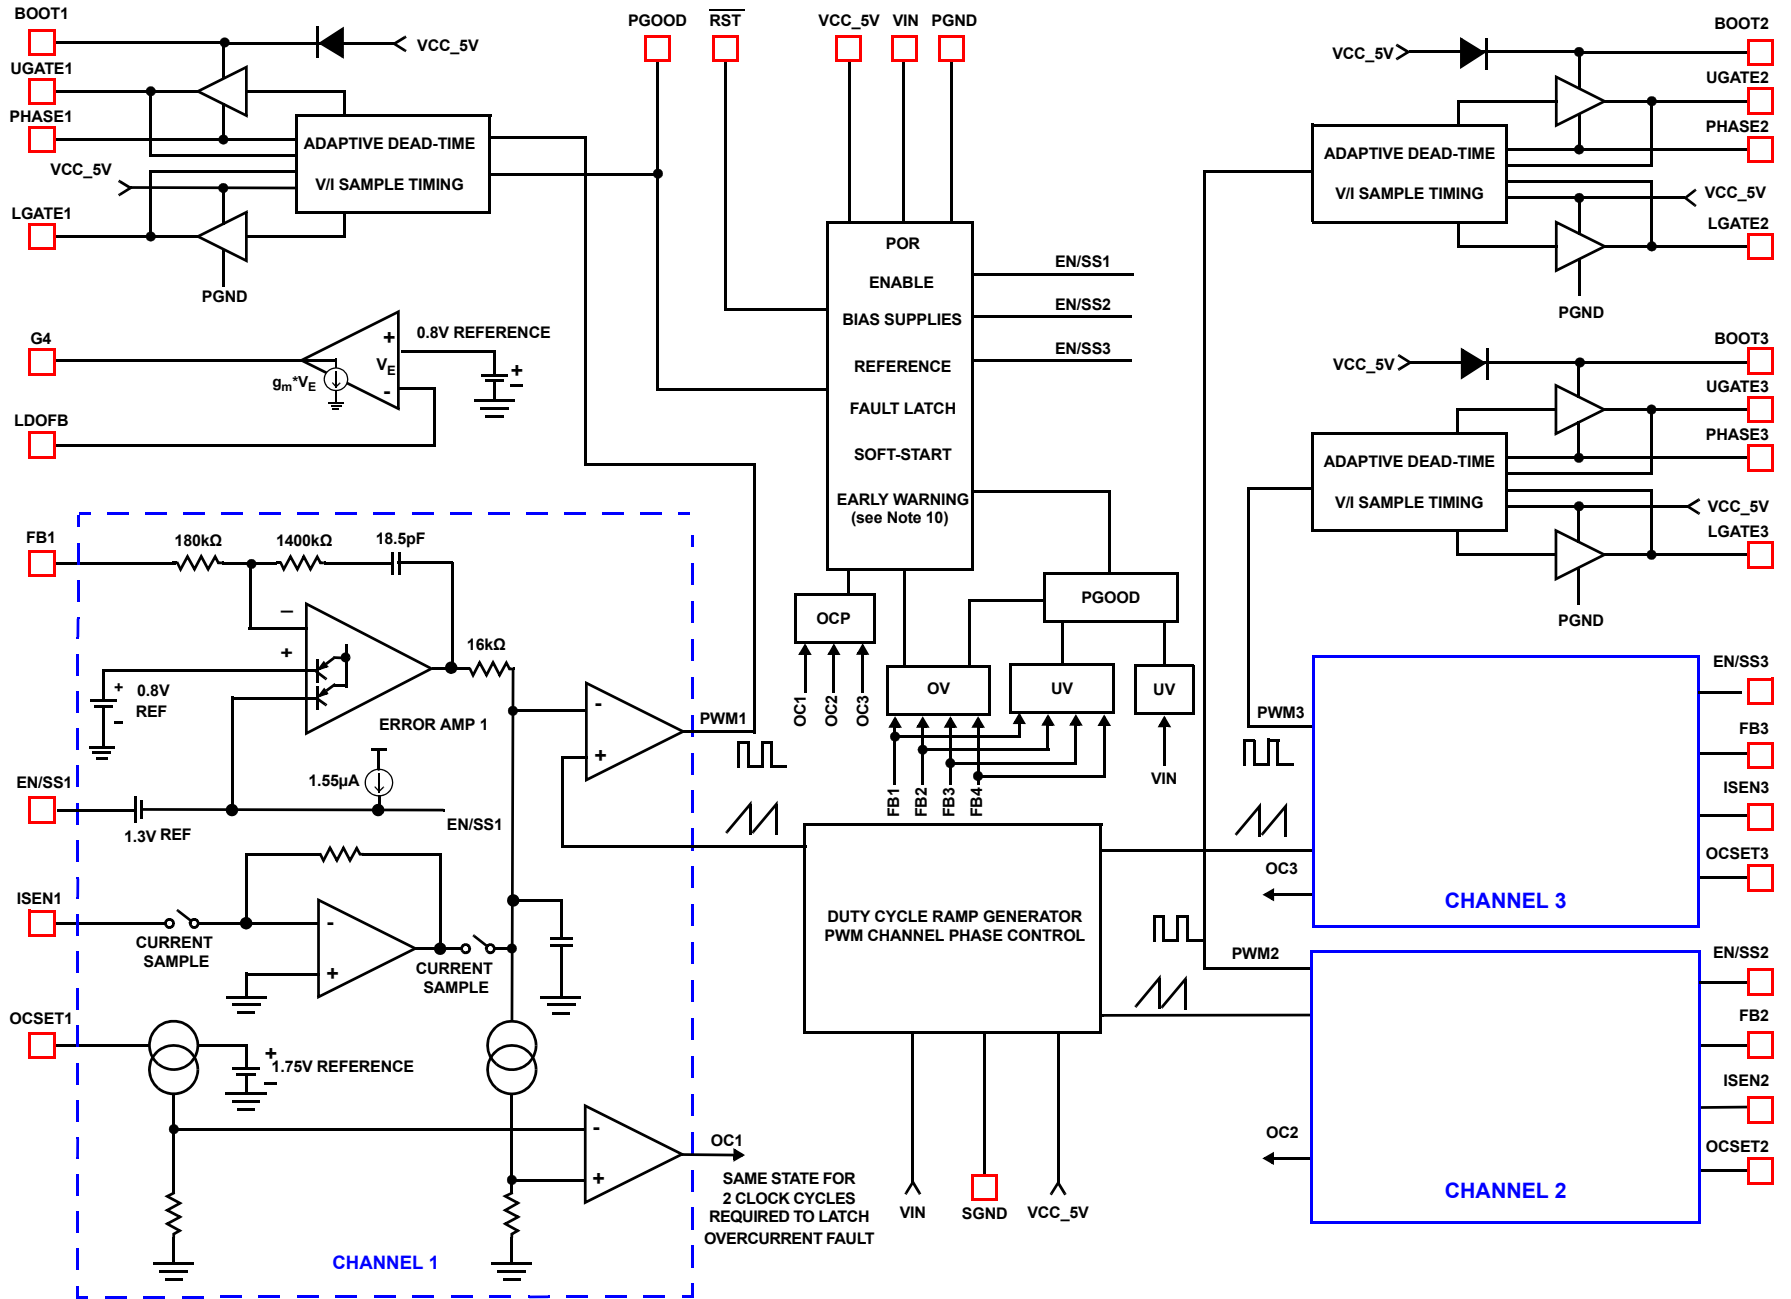 BOOT1
UGATE1
PHASE1
VCC_5V
VCC_5V
LGATE1
PGND
ADAPTIVE DEAD-TIME
V/I SAMPLE TIMING
PGOOD
RST
VCC_5V
VIN
PGND
POR
ENABLE
BIAS SUPPLIES
REFERENCE
FAULT LATCH
SOFT-START
EARLY WARNING
(see Note 10)
EN/SS1
EN/SS2
EN/SS3
VCC_5V
BOOT2
UGATE2
PHASE2
ADAPTIVE DEAD-TIME
V/I SAMPLE TIMING
VCC_5V
LGATE2
PGND
G4
LDOFB
+
VE
-
gm*VE
0.8V REFERENCE
+
-
VCC_5V
BOOT3
UGATE3
PHASE3
ADAPTIVE DEAD-TIME
V/I SAMPLE TIMING
VCC_5V
LGATE3
PGND
FB1
180kΩ
1400kΩ
18.5pF
–
+
16kΩ
+
-
0.8V
REF
ERROR AMP 1
-
+
PWM1
EN/SS1
1.3V REF
1.55µA
EN/SS1
ISEN1
CURRENT
SAMPLE
-
+
CURRENT
SAMPLE
OCSET1
+
-
1.75V REFERENCE
-
+
OC1
SAME STATE FOR
2 CLOCK CYCLES
REQUIRED TO LATCH
OVERCURRENT FAULT
CHANNEL 1
OCP
OC1
OC2
OC3
PGOOD
OV
UV
UV
FB1
FB2
FB3
FB4
VIN
DUTY CYCLE RAMP GENERATOR
PWM CHANNEL PHASE CONTROL
VIN
SGND
VCC_5V
PWM3
OC3
CHANNEL 3
EN/SS3
FB3
ISEN3
OCSET3
PWM2
OC2
CHANNEL 2
EN/SS2
FB2
ISEN2
OCSET2